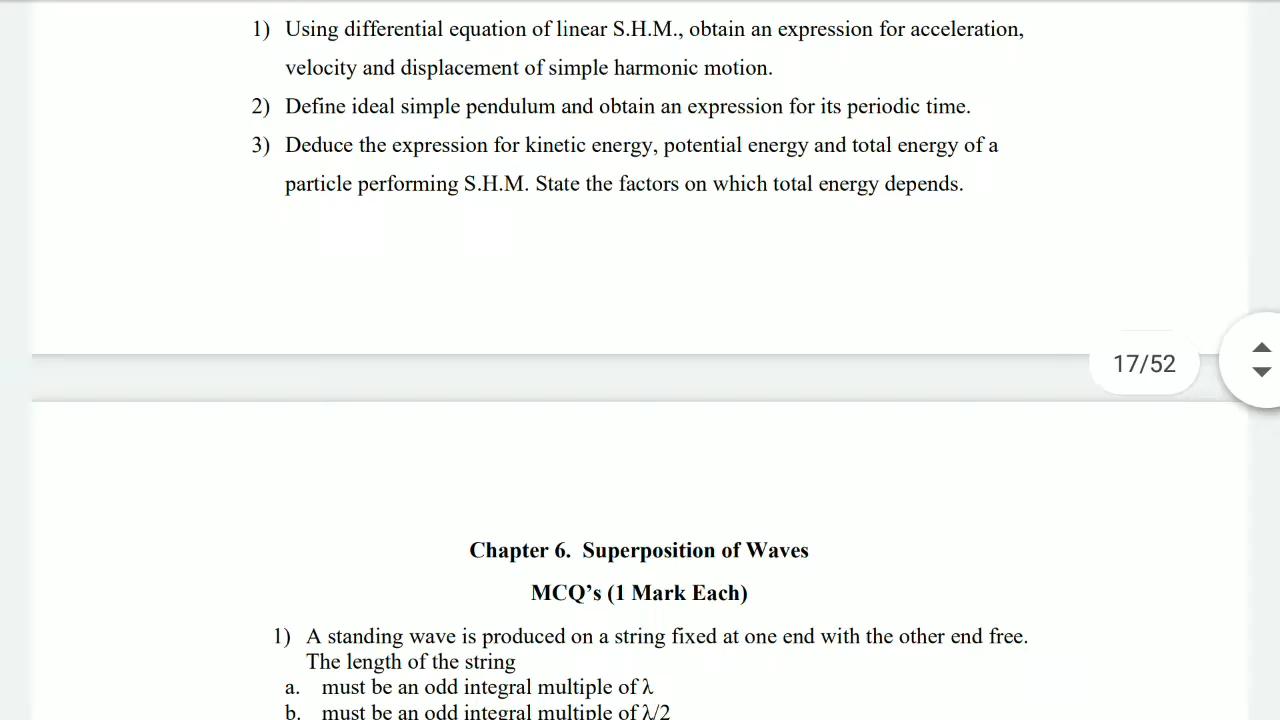 1) Using differential equation of linear S.H.M., obtain an expression for acceleration,
velocity and displacement of simple harmonic motion.
2) Define ideal simple pendulum and obtain an expression for its periodic time.
3) Deduce the expression for kinetic energy, potential energy and total energy of a
particle performing S.H.M. State the factors on which total energy depends.
17/52
Chapter 6. Superposition of Waves
MCQ’s (1 Mark Each)
1) A standing wave is produced on a string fixed at one end with the other end free.
The length of the string
a. must be an odd integral multiple of λ
b. must be an odd integral multiple of λ/2